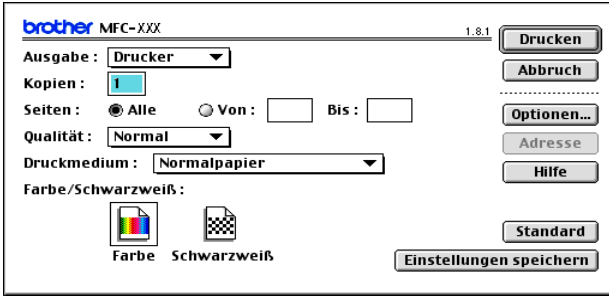 brother MFC-XXX 1.8.1
Drucken
Ausgabe : Drucker
Abbruch
Kopien : 1
Seiten : Alle Von : Bis :
Optionen...
Qualität : Normal
Adresse
Druckmedium : Normalpapier
Hilfe
Farbe/Schwarzweiß :
Farbe Schwarzweiß
Standard
Einstellungen speichern